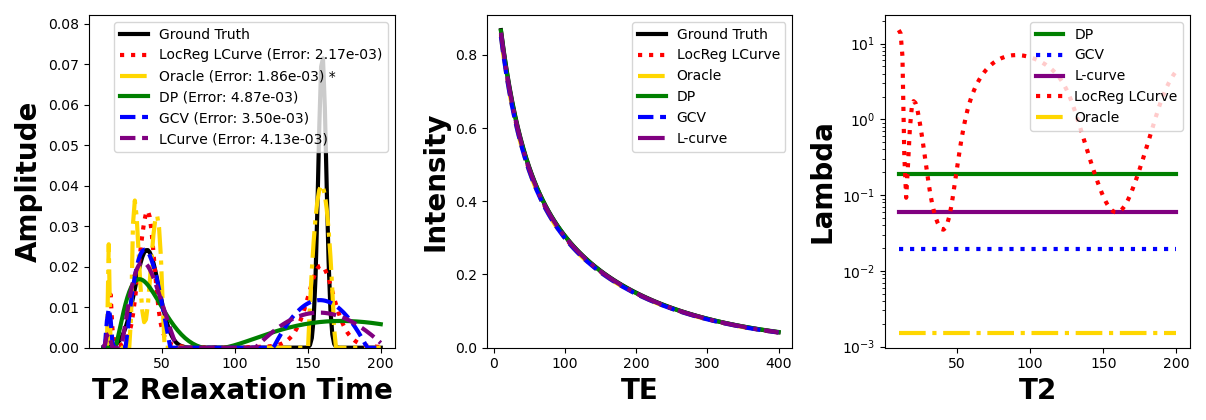 Amplitude
0.08
0.07
0.06
0.05
0.04
0.03
0.02
0.01
0.00
Ground Truth
LocReg LCurve (Error: 2.17e-03)
Oracle (Error: 1.86e-03) *
DP (Error: 4.87e-03)
GCV (Error: 3.50e-03)
LCurve (Error: 4.13e-03)
50
100
150
200
T2 Relaxation Time
Intensity
0.8
0.6
0.4
0.2
0.0
Ground Truth
LocReg LCurve
Oracle
DP
GCV
L-curve
0
100
200
300
400
TE
Lambda
10¹
10⁰
10⁻¹
10⁻²
10⁻³
DP
GCV
L-curve
LocReg LCurve
Oracle
50
100
150
200
T2